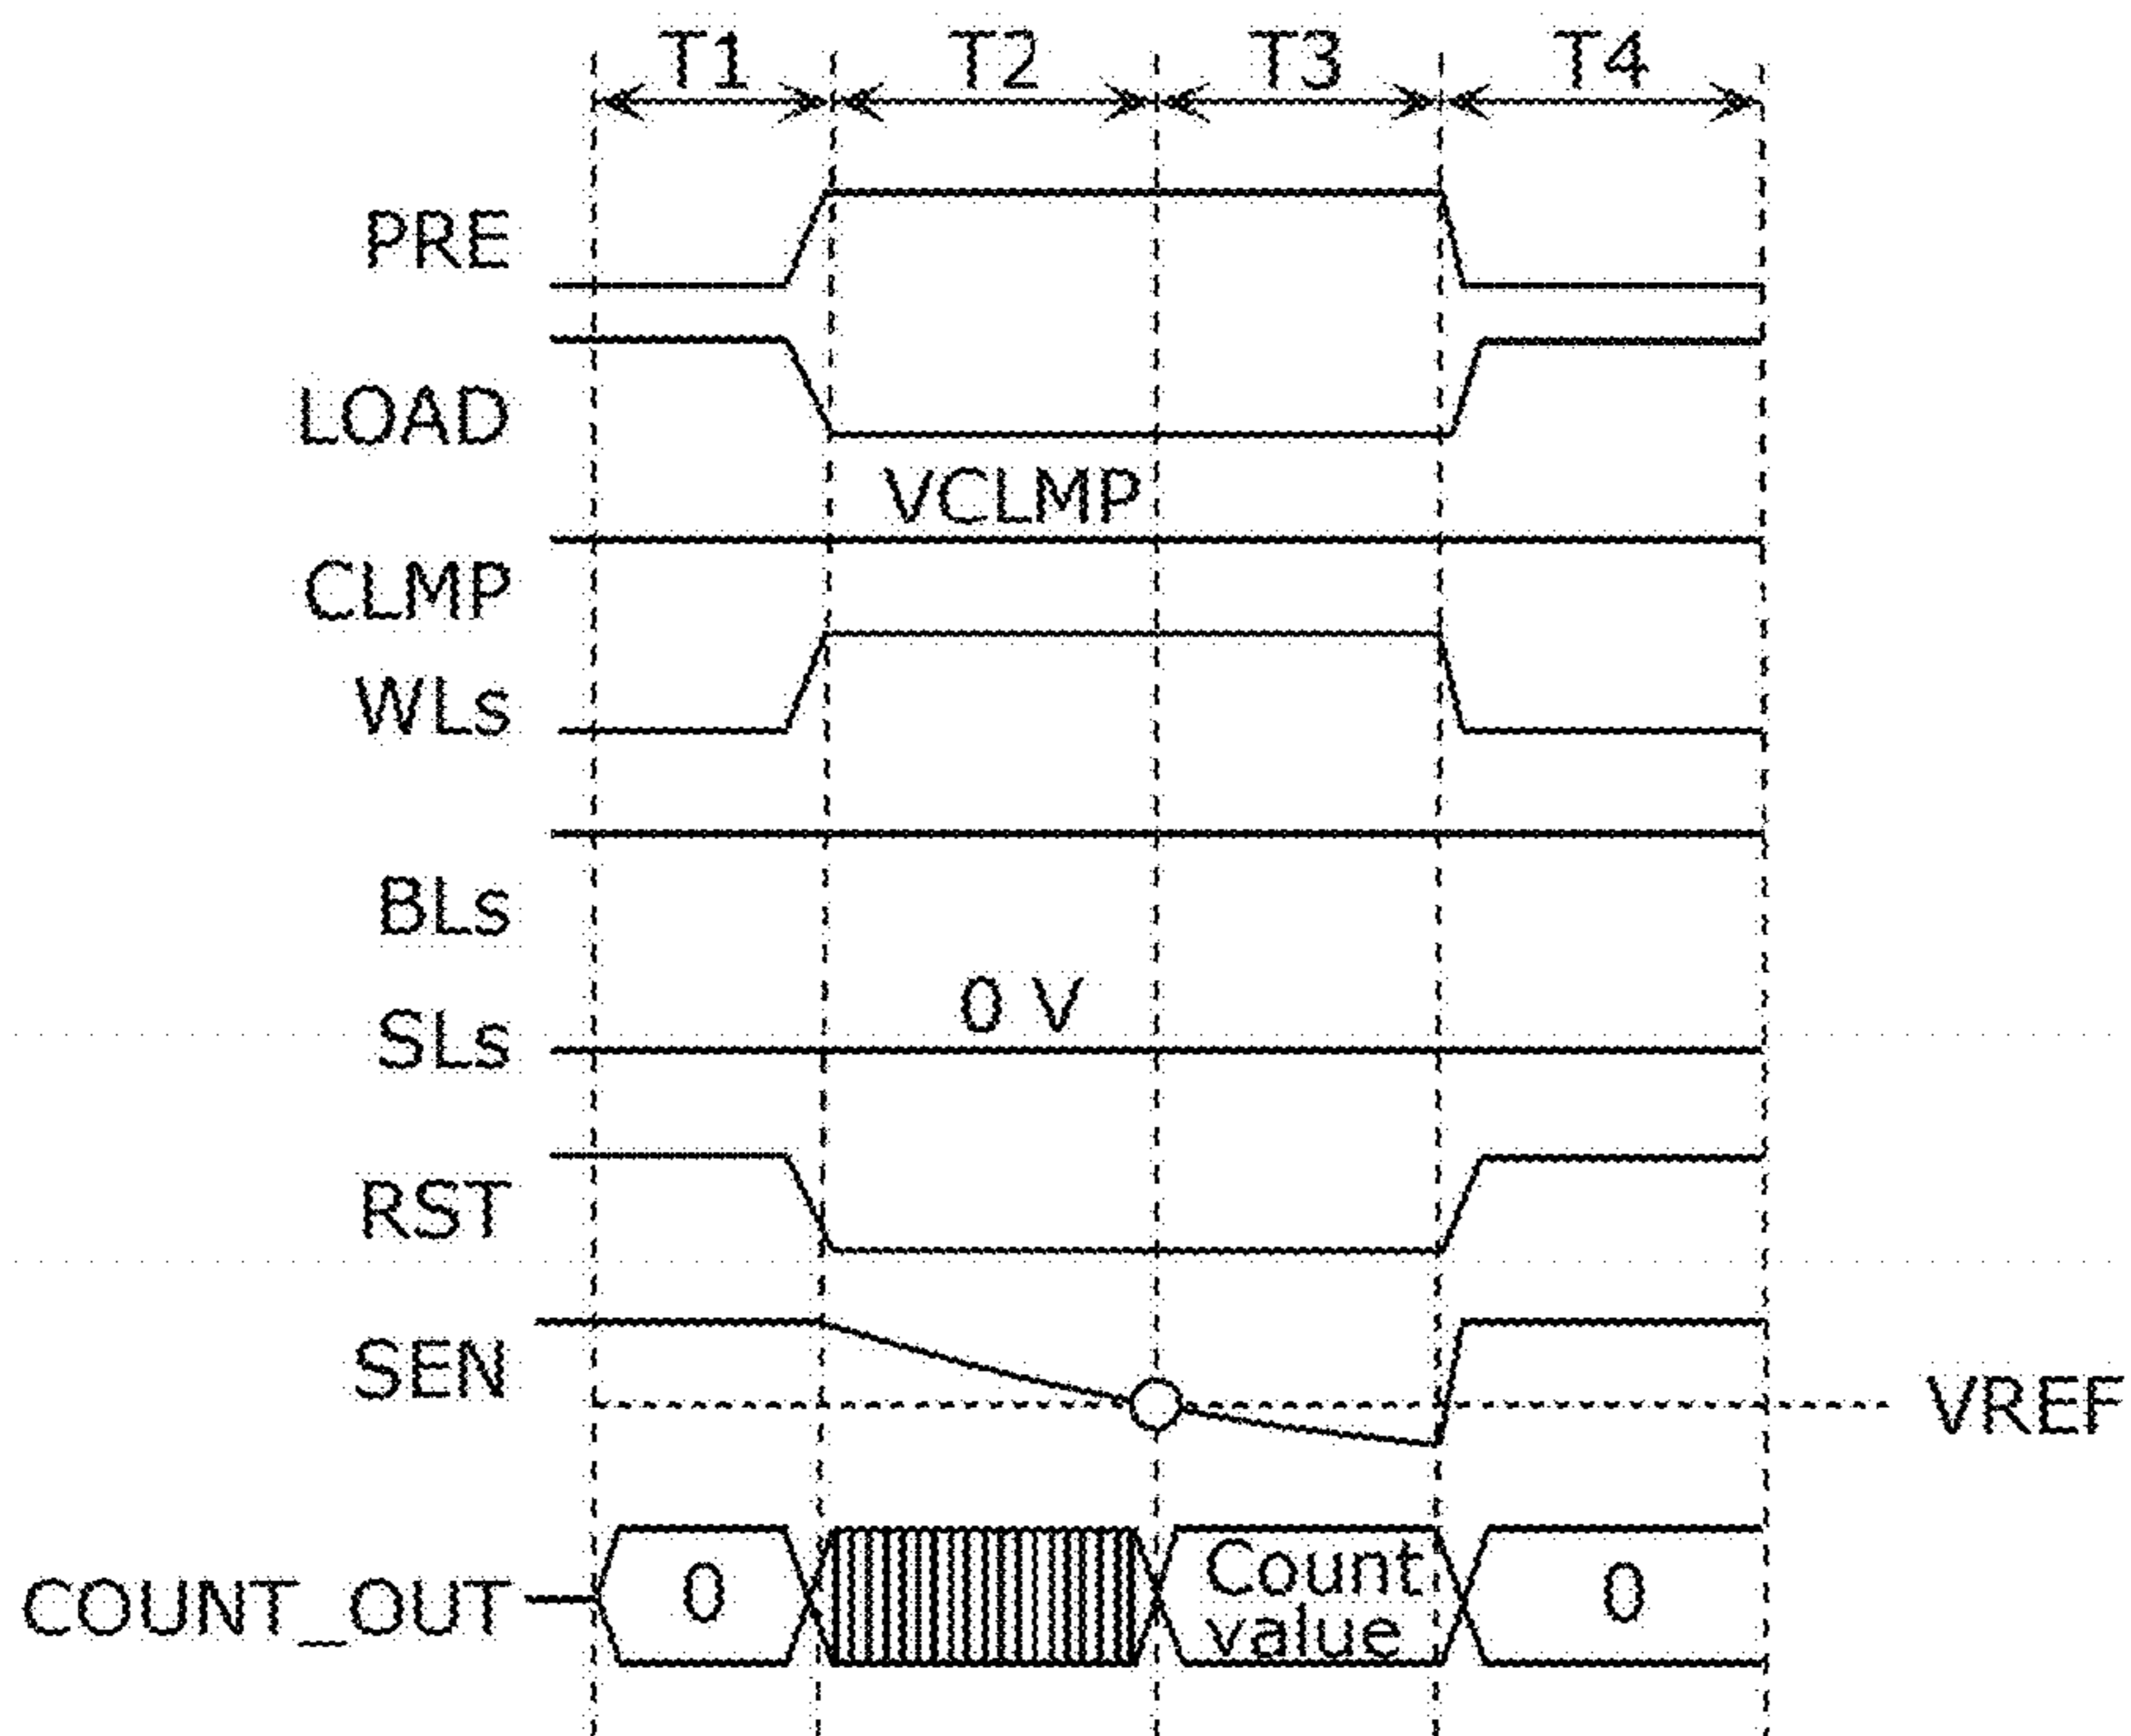 T1 T2 T3 T4
PRE
LOAD
VCLMP
CLMP
WLs
BLs
0 V
SLs
RST
SEN
VREF
COUNT_OUT
0
Count
value
0